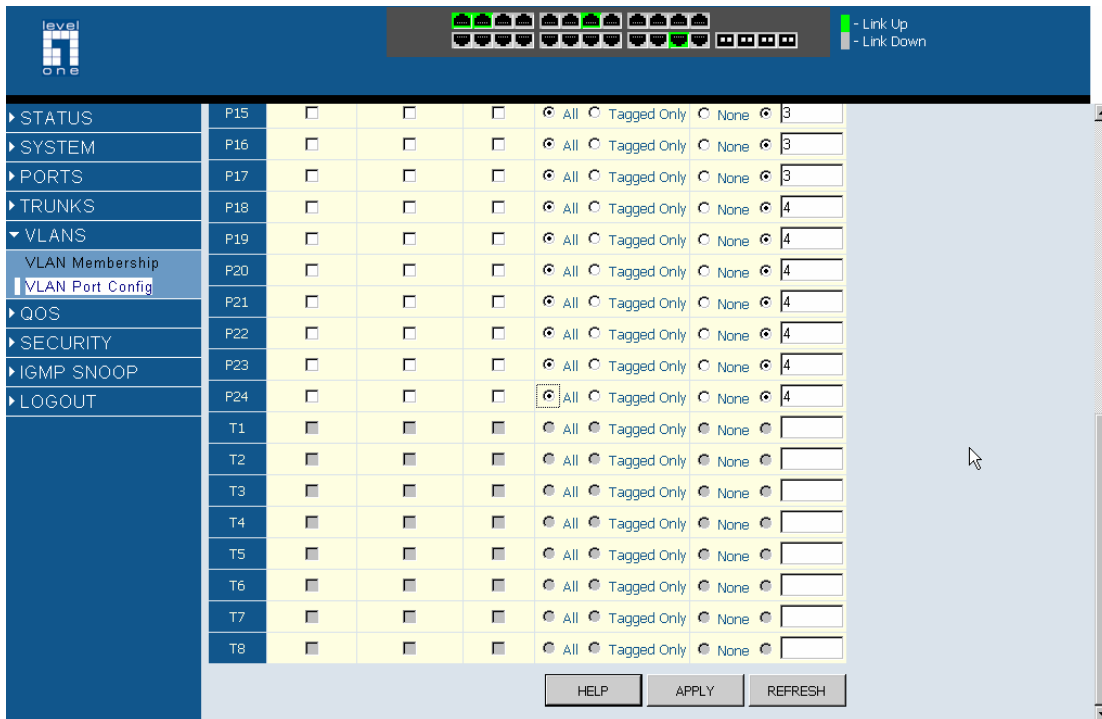 level
one
- Link Up
- Link Down
STATUS
SYSTEM
PORTS
TRUNKS
VLANS
VLAN Membership
VLAN Port Config
QOS
SECURITY
IGMP SNOOP
LOGOUT
P15 All Tagged Only None 3
P16 All Tagged Only None 3
P17 All Tagged Only None 3
P18 All Tagged Only None 4
P19 All Tagged Only None 4
P20 All Tagged Only None 4
P21 All Tagged Only None 4
P22 All Tagged Only None 4
P23 All Tagged Only None 4
P24 All Tagged Only None 4
T1 All Tagged Only None
T2 All Tagged Only None
T3 All Tagged Only None
T4 All Tagged Only None
T5 All Tagged Only None
T6 All Tagged Only None
T7 All Tagged Only None
T8 All Tagged Only None
HELP APPLY REFRESH